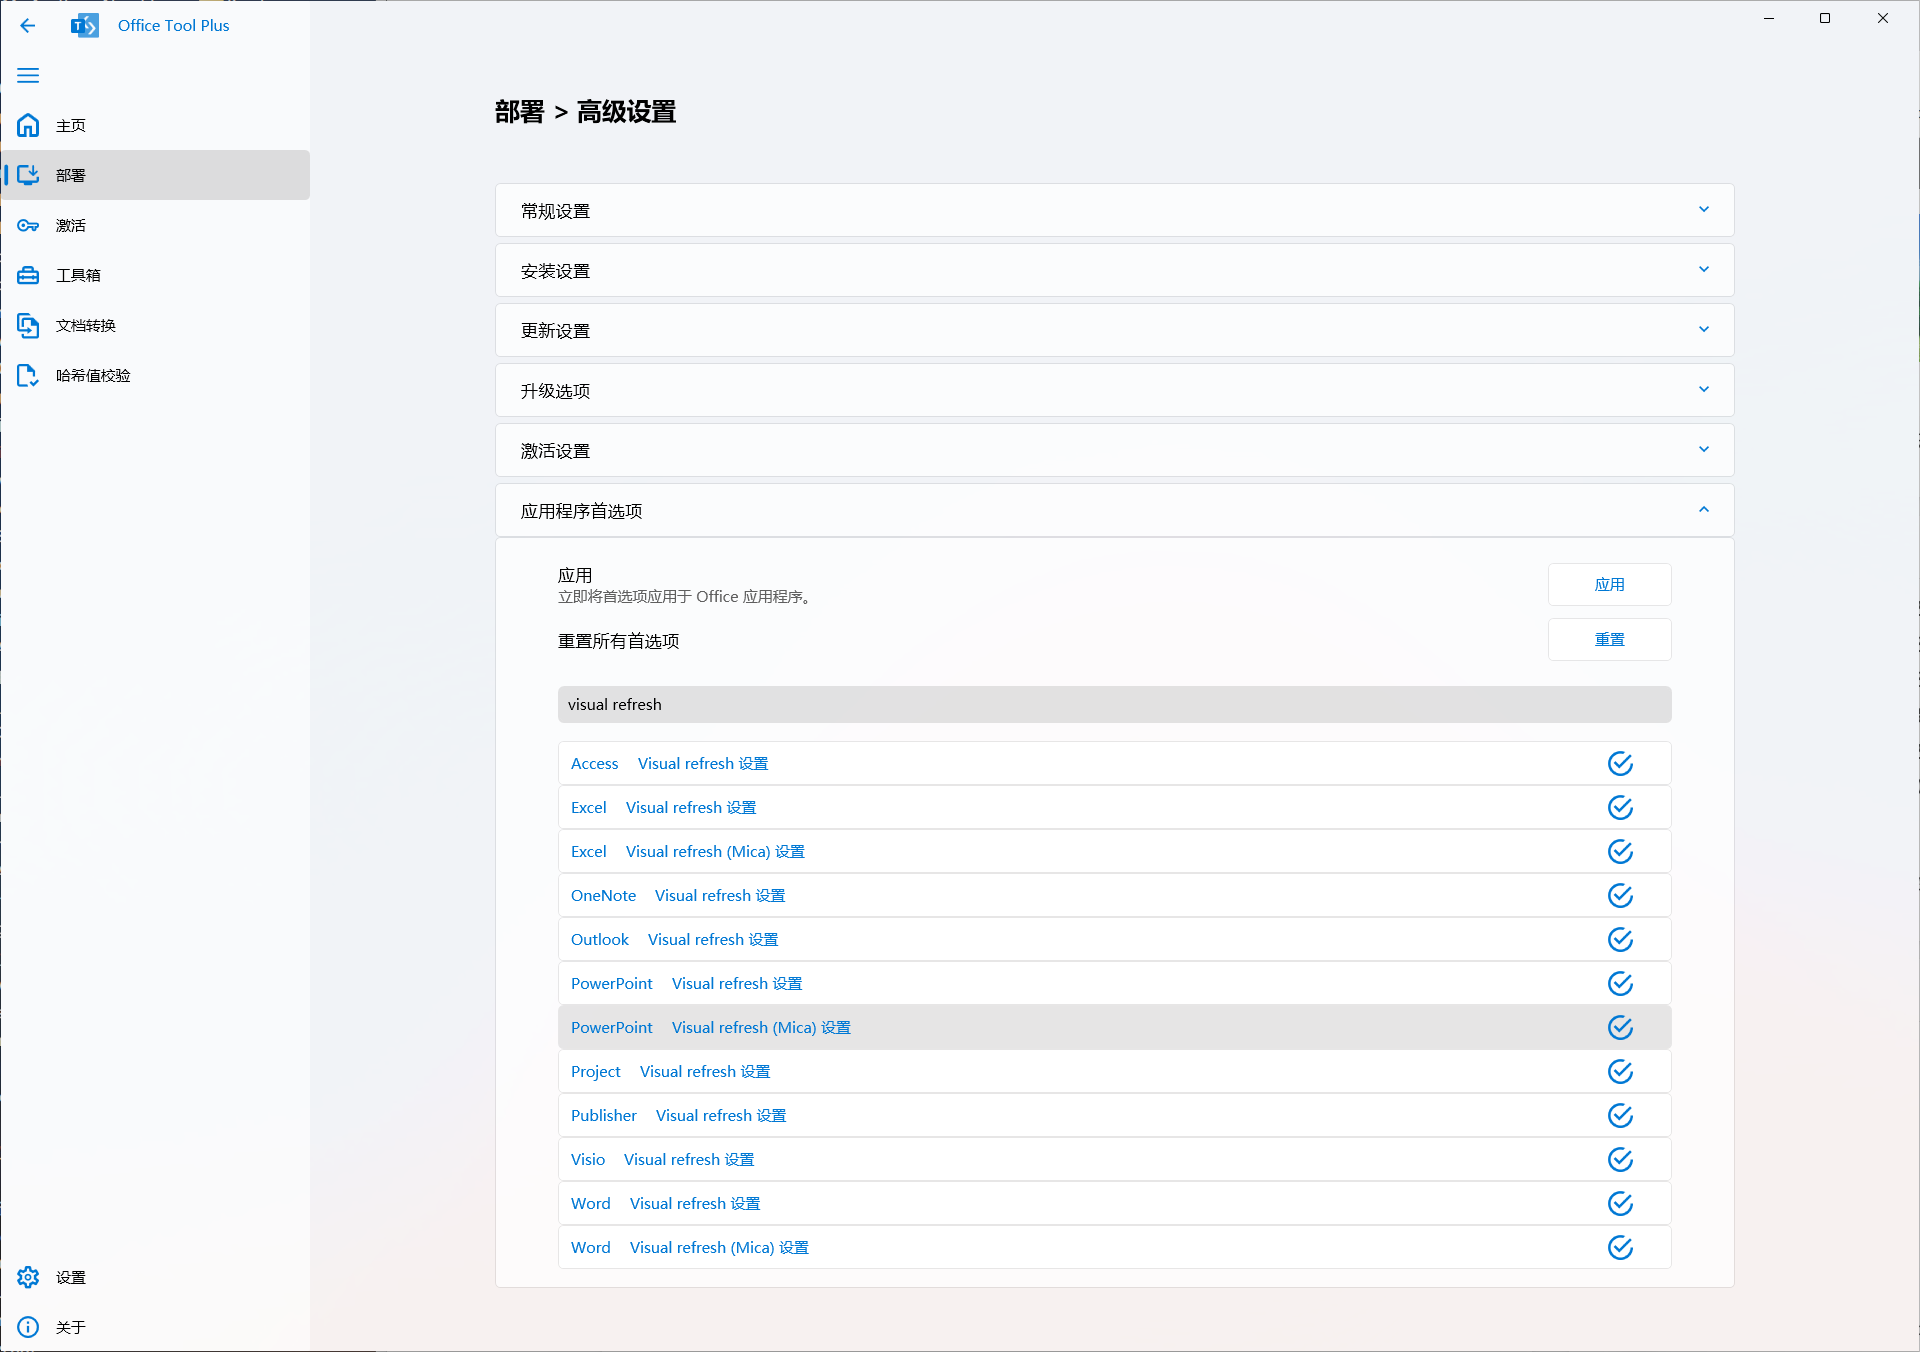 Office Tool Plus
主页
部署
激活
工具箱
文档转换
哈希值校验
设置
关于
部署 > 高级设置
常规设置
安装设置
更新设置
升级选项
激活设置
应用程序首选项
应用
立即将首选项应用于 Office 应用程序。
应用
重置所有首选项
重置
visual refresh
Access Visual refresh 设置
Excel Visual refresh 设置
Excel Visual refresh (Mica) 设置
OneNote Visual refresh 设置
Outlook Visual refresh 设置
PowerPoint Visual refresh 设置
PowerPoint Visual refresh (Mica) 设置
Project Visual refresh 设置
Publisher Visual refresh 设置
Visio Visual refresh 设置
Word Visual refresh 设置
Word Visual refresh (Mica) 设置